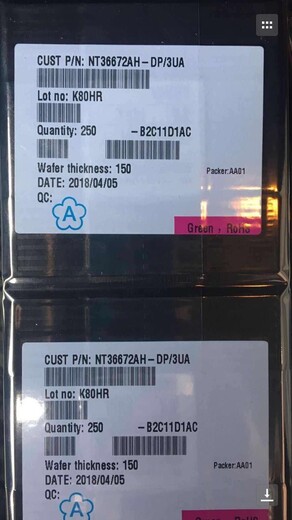 CUST P/N: NT36672AH-DP/3UA
Lot no: K80HR
Quantity: 250 -B2C11D1AC
Wafer thickness: 150 Packer:AA01
DATE: 2018/04/05
QC:
A
Green , RoHS
CUST P/N: NT36672AH-DP/3UA
Lot no: K80HR
Quantity: 250 -B2C11D1AC
Wafer thickness: 150 Packer:AA01
DATE: 2018/04/05
QC:
A
Green , RoHS